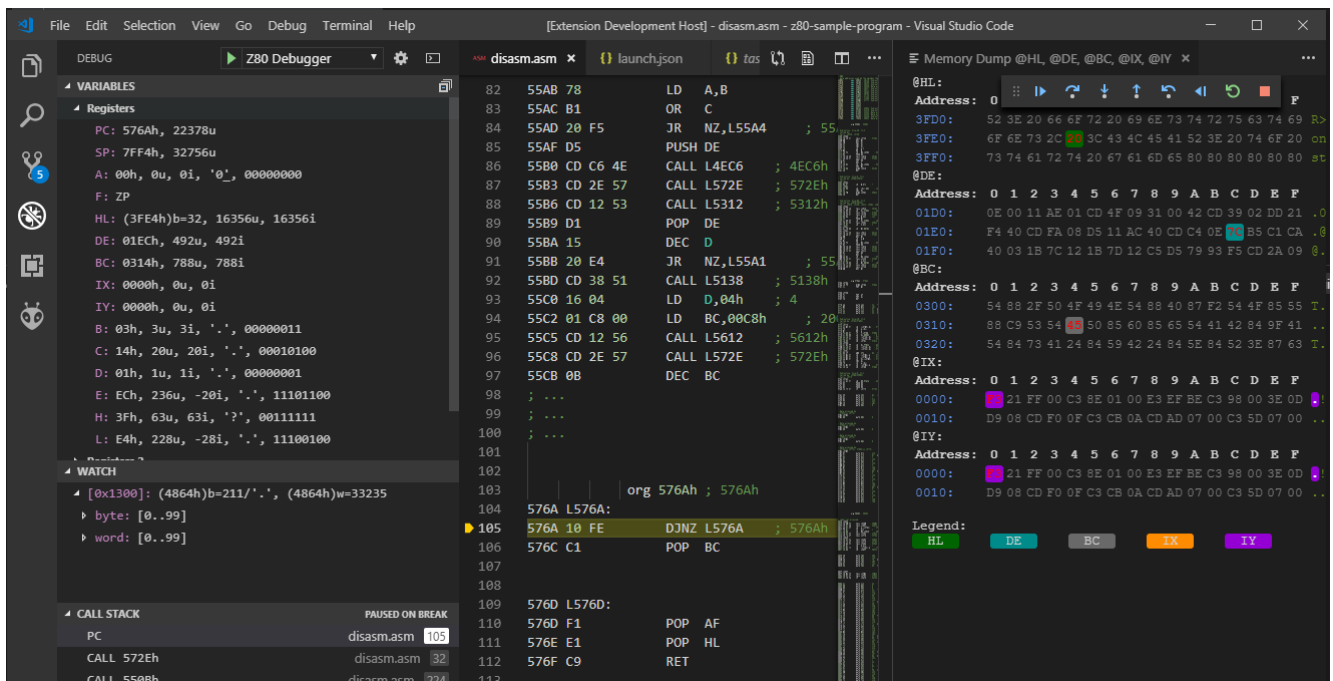 File Edit Selection View Go Debug Terminal Help [Extension Development Host] - disasm.asm - z80-sample-program - Visual Studio Code
DEBUG Z80 Debugger
VARIABLES
Registers
PC: 576Ah, 22378u
SP: 7FF4h, 32756u
A: 00h, 0u, 0i, '0̲', 00000000
F: ZP
HL: (3FE4h)b=32, 16356u, 16356i
DE: 01ECh, 492u, 492i
BC: 0314h, 788u, 788i
IX: 0000h, 0u, 0i
IY: 0000h, 0u, 0i
B: 03h, 3u, 3i, '.', 00000011
C: 14h, 20u, 20i, '.', 00010100
D: 01h, 1u, 1i, '.', 00000001
E: ECh, 236u, -20i, '.', 11101100
H: 3Fh, 63u, 63i, '?', 00111111
L: E4h, 228u, -28i, '.', 11100100
WATCH
[0x1300]: (4864h)b=211/'.', (4864h)w=33235
byte: [0..99]
word: [0..99]
CALL STACK PAUSED ON BREAK
PC disasm.asm 105
CALL 572Eh disasm.asm 32
CALL 550Bh disasm.asm 224
5
ASM disasm.asm × {} launch.json {} tas
82 55AB 78 LD A,B
83 55AC B1 OR C
84 55AD 20 F5 JR NZ,L55A4 ; 55
85 55AF D5 PUSH DE
86 55B0 CD C6 4E CALL L4EC6 ; 4EC6h
87 55B3 CD 2E 57 CALL L572E ; 572Eh
88 55B6 CD 12 53 CALL L5312 ; 5312h
89 55B9 D1 POP DE
90 55BA 15 DEC D
91 55BB 20 E4 JR NZ,L55A1 ; 55
92 55BD CD 38 51 CALL L5138 ; 5138h
93 55C0 16 04 LD D,04h ; 4
94 55C2 01 C8 00 LD BC,00C8h ; 20
95 55C5 CD 12 56 CALL L5612 ; 5612h
96 55C8 CD 2E 57 CALL L572E ; 572Eh
97 55CB 0B DEC BC
98 ; ...
99 ; ...
100 ; ...
101
102
103 org 576Ah ; 576Ah
104 576A L576A:
105 576A 10 FE DJNZ L576A ; 576Ah
106 576C C1 POP BC
107
108
109 576D L576D:
110 576D F1 POP AF
111 576E E1 POP HL
112 576F C9 RET
113
Memory Dump @HL, @DE, @BC, @IX, @IY ×
@HL:
Address: 0 F
3FD0: 52 3E 20 66 6F 72 20 69 6E 73 74 72 75 63 74 69 R>
3FE0: 6F 6E 73 2C 20 3C 43 4C 45 41 52 3E 20 74 6F 20 on
3FF0: 73 74 61 72 74 20 67 61 6D 65 80 80 80 80 80 80 st
@DE:
Address: 0 1 2 3 4 5 6 7 8 9 A B C D E F
01D0: 0E 00 11 AE 01 CD 4F 09 31 00 42 CD 39 02 DD 21 .0
01E0: F4 40 CD FA 08 D5 11 AC 40 CD C4 0E 7C B5 C1 CA .@
01F0: 40 03 1B 7C 12 1B 7D 12 C5 D5 79 93 F5 CD 2A 09 @.
@BC:
Address: 0 1 2 3 4 5 6 7 8 9 A B C D E F
0300: 54 88 2F 50 4F 49 4E 54 88 40 87 F2 54 4F 85 55 T.
0310: 88 C9 53 54 45 50 85 60 85 65 54 41 42 84 9F 41 ..
0320: 54 84 73 41 24 84 59 42 24 84 5E 84 52 3E 87 63 T.
@IX:
Address: 0 1 2 3 4 5 6 7 8 9 A B C D E F
0000: 21 FF 00 C3 8E 01 00 E3 EF BE C3 98 00 3E 0D .!
0010: D9 08 CD F0 0F C3 CB 0A CD AD 07 00 C3 5D 07 00 ..
@IY:
Address: 0 1 2 3 4 5 6 7 8 9 A B C D E F
0000: 21 FF 00 C3 8E 01 00 E3 EF BE C3 98 00 3E 0D .!
0010: D9 08 CD F0 0F C3 CB 0A CD AD 07 00 C3 5D 07 00 ..
Legend:
HL DE BC IX IY